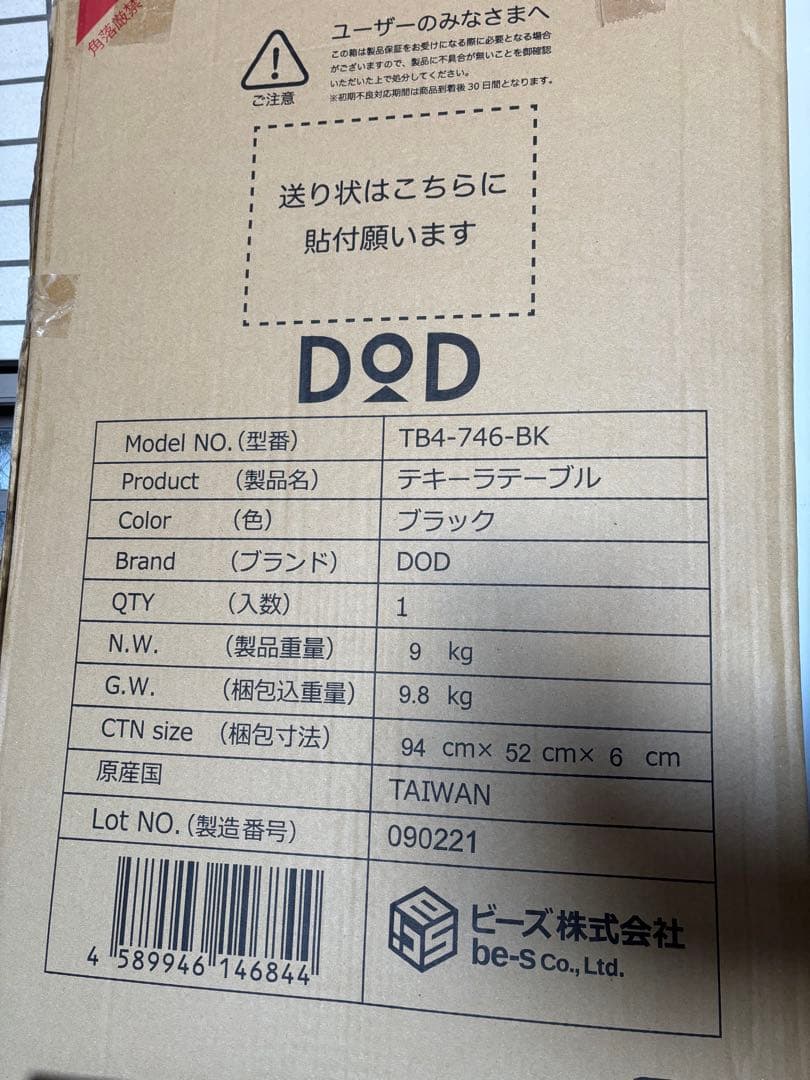 角落厳禁
ユーザーのみなさまへ
この箱は製品保証をお受けになる際に必要となる場合
がございますので、製品に不具合が無いことを御確認
いただいた上で処分してください。
※初期不良対応期間は商品到着後30日間となります。
ご注意
送り状はこちらに
貼付願います
DOD
Model NO.(型番) TB4-746-BK
Product (製品名) テキーラテーブル
Color (色) ブラック
Brand (ブランド) DOD
QTY (入数) 1
N.W. (製品重量) 9 kg
G.W. (梱包込重量) 9.8 kg
CTN size (梱包寸法) 94 cm× 52 cm× 6 cm
原産国 TAIWAN
Lot NO.(製造番号) 090221
4 589946 146844
ビーズ株式会社
be-s Co., Ltd.